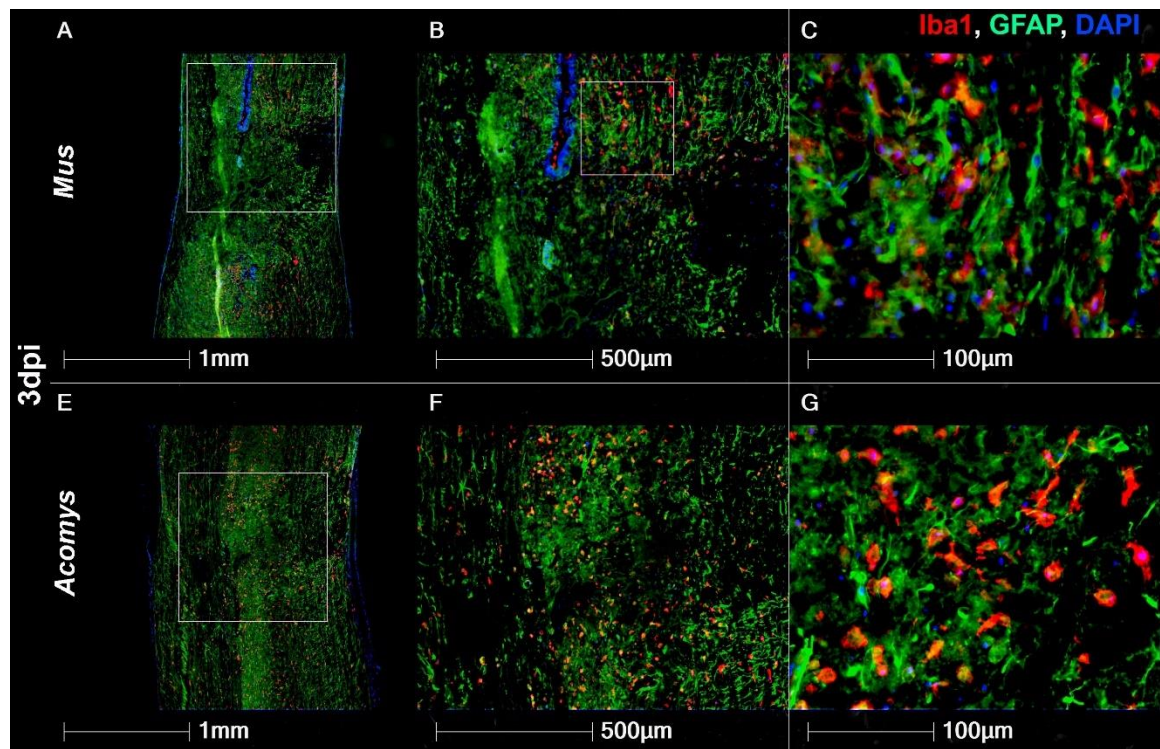 A
B
C
Iba1, GFAP, DAPI
Mus
3dpi
1mm
500µm
100µm
E
F
G
Acomys
1mm
500µm
100µm